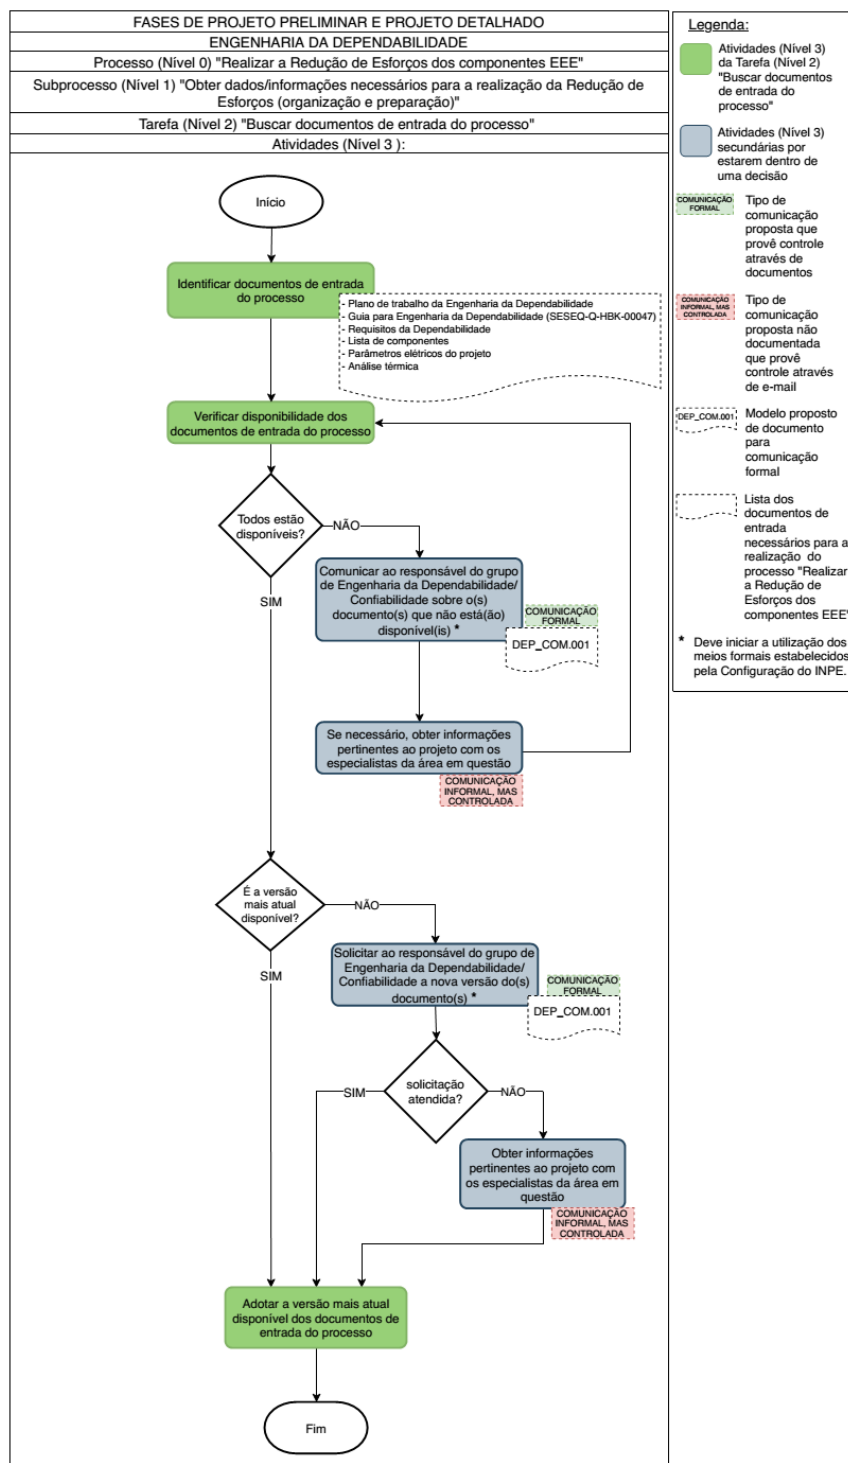 FASES DE PROJETO PRELIMINAR E PROJETO DETALHADO
ENGENHARIA DA DEPENDABILIDADE
Processo (Nível 0) "Realizar a Redução de Esforços dos componentes EEE"
Subprocesso (Nível 1) "Obter dados/informações necessários para a realização da Redução de
Esforços (organização e preparação)"
Tarefa (Nível 2) "Buscar documentos de entrada do processo"
Atividades (Nível 3 ):
Início
Identificar documentos de entrada
do processo
- Plano de trabalho da Engenharia da Dependabilidade
- Guia para Engenharia da Dependabilidade (SESEQ-Q-HBK-00047)
- Requisitos da Dependabilidade
- Lista de componentes
- Parâmetros elétricos do projeto
- Análise térmica
Verificar disponibilidade dos
documentos de entrada do processo
Todos estão
disponíveis?
NÃO
SIM
Comunicar ao responsável do grupo
de Engenharia da Dependabilidade/
Confiabilidade sobre o(s)
documento(s) que não está(ão)
disponível(is) *
COMUNICAÇÃO
FORMAL
DEP_COM.001
Se necessário, obter informações
pertinentes ao projeto com os
especialistas da área em questão
COMUNICAÇÃO
INFORMAL, MAS
CONTROLADA
É a versão
mais atual
disponível?
NÃO
SIM
Solicitar ao responsável do grupo de
Engenharia da Dependabilidade/
Confiabilidade a nova versão do(s)
documento(s) *
COMUNICAÇÃO
FORMAL
DEP_COM.001
solicitação
atendida?
SIM
NÃO
Obter informações
pertinentes ao projeto com
os especialistas da área em
questão
COMUNICAÇÃO
INFORMAL, MAS
CONTROLADA
Adotar a versão mais atual
disponível dos documentos de
entrada do processo
Fim
Legenda:
Atividades (Nível 3)
da Tarefa (Nível 2)
"Buscar documentos
de entrada do
processo"
Atividades (Nível 3)
secundárias por
estarem dentro de
uma decisão
COMUNICAÇÃO
FORMAL
Tipo de
comunicação
proposta que
provê controle
através de
documentos
COMUNICAÇÃO
INFORMAL, MAS
CONTROLADA
Tipo de
comunicação
proposta não
documentada
que provê
controle através
de e-mail
DEP_COM.001
Modelo proposto
de documento
para
comunicação
formal
Lista dos
documentos de
entrada
necessários para a
realização do
processo "Realizar
a Redução de
Esforços dos
componentes EEE"
* Deve iniciar a utilização dos
meios formais estabelecidos
pela Configuração do INPE.